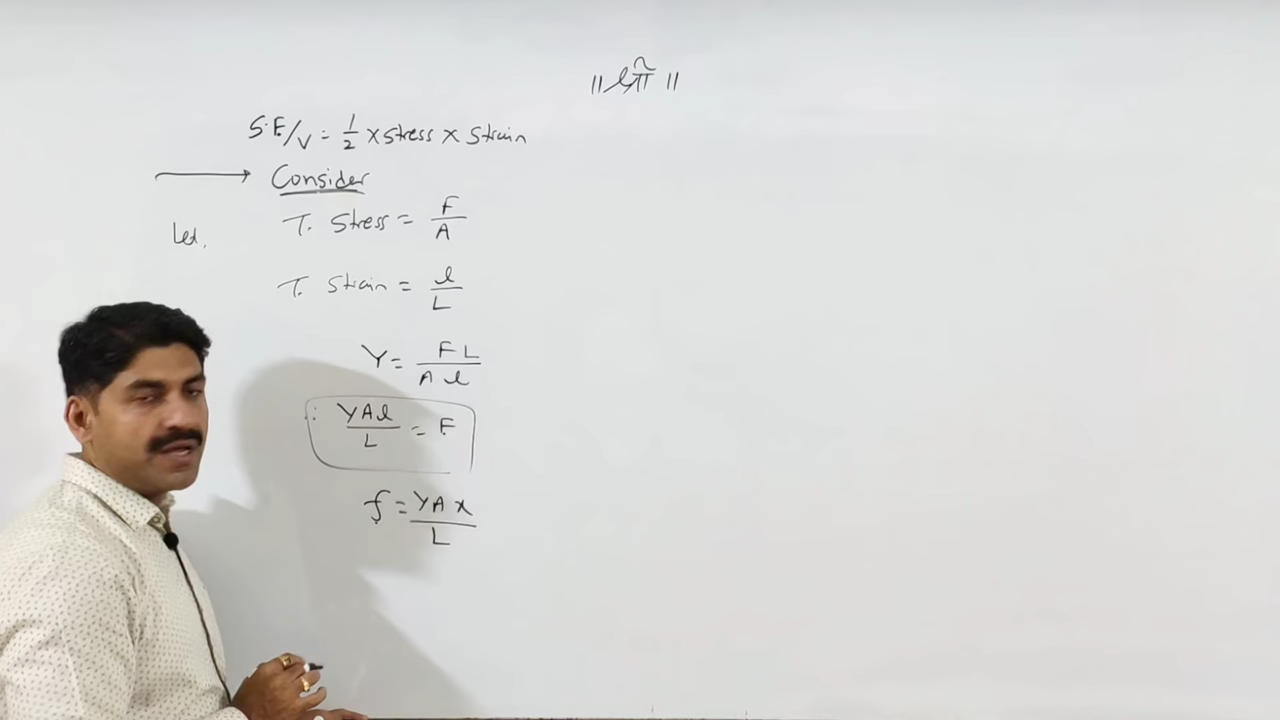 ॥ श्री ॥
S.E/V = 1/2 × stress × strain
→ Consider
Let, T. Stress = F/A
T. Strain = l/L
Y = FL/Al
∴ YAl/L = F
f = YAx/L